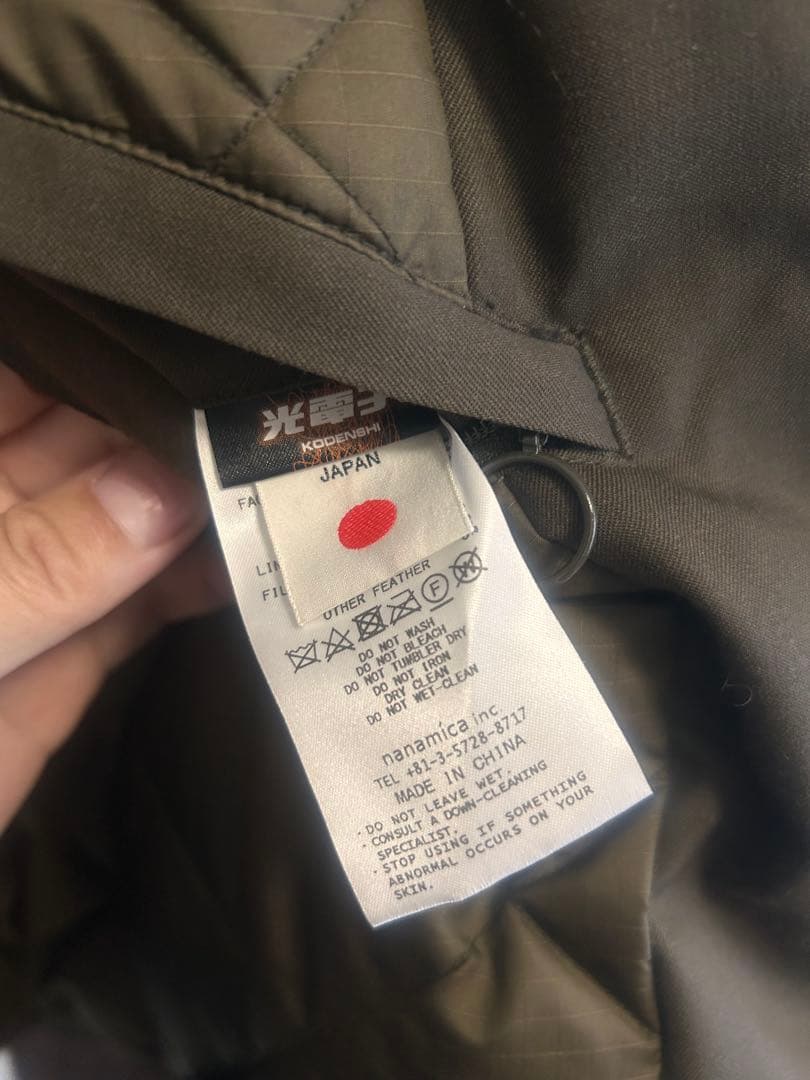 光電子
KODENSHI
JAPAN
OTHER FEATHER
F
W
DO NOT WASH
DO NOT BLEACH
DO NOT TUMBLER DRY
DO NOT IRON
DRY CLEAN
DO NOT WET-CLEAN
nanamica inc.
TEL +81-3-5728-8717
MADE IN CHINA
・DO NOT LEAVE WET.
・CONSULT A DOWN-CLEANING
SPECIALIST.
・STOP USING IF SOMETHING
ABNORMAL OCCURS ON YOUR
SKIN.